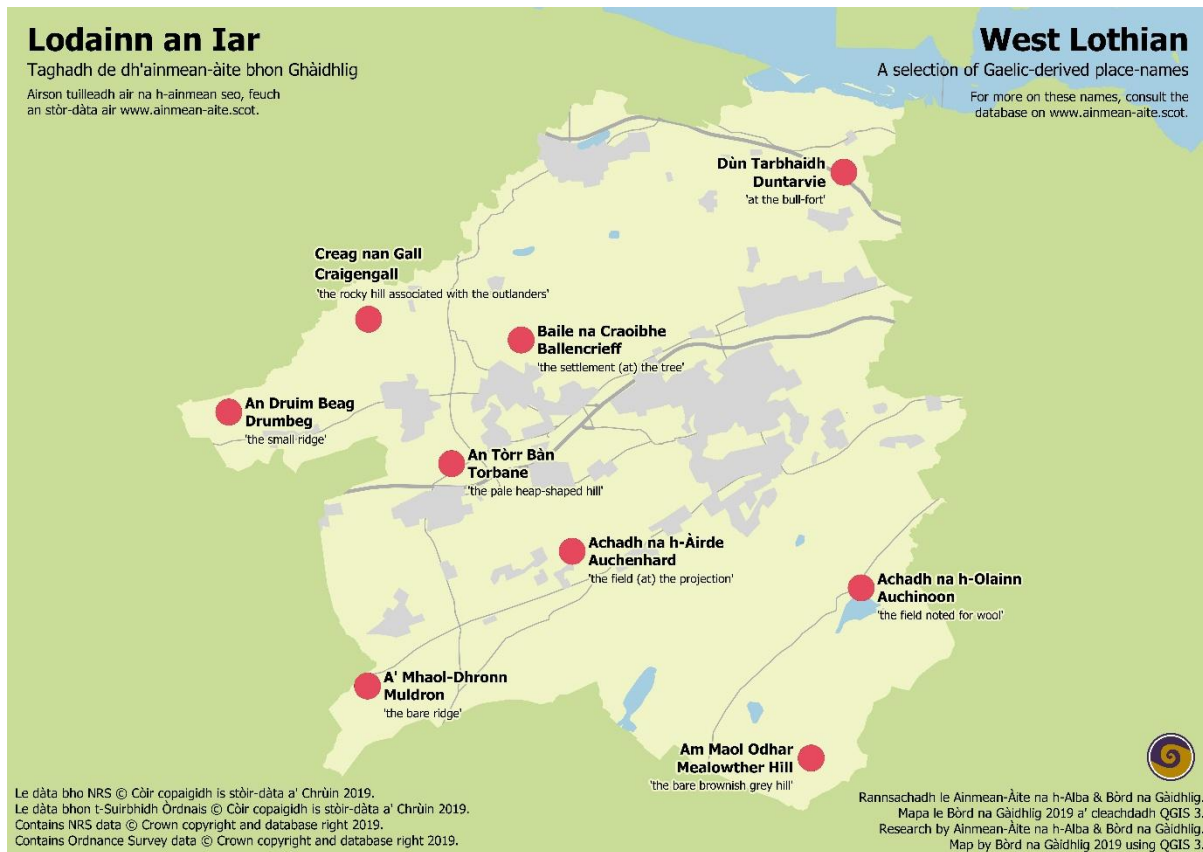 Lodainn an Iar
Taghadh de dh'ainmean-àite bhon Ghàidhlig
Airson tuilleadh air na h-ainmean seo, feuch
an stòr-dàta air www.ainmean-aite.scot.
West Lothian
A selection of Gaelic-derived place-names
For more on these names, consult the
database on www.ainmean-aite.scot.
Dùn Tarbhaidh
Duntarvie
'at the bull-fort'
Creag nan Gall
Craigengall
'the rocky hill associated with the outlanders'
Baile na Craoibhe
Ballencrieff
'the settlement (at) the tree'
An Druim Beag
Drumbeg
'the small ridge'
An Tòrr Bàn
Torbane
'the pale heap-shaped hill'
Achadh na h-Àirde
Auchenhard
'the field (at) the projection'
Achadh na h-Olainn
Auchinoon
'the field noted for wool'
A' Mhaol-Dhronn
Muldron
'the bare ridge'
Am Maol Odhar
Mealowther Hill
'the bare brownish grey hill'
Le dàta bho NRS © Còir copaigidh is stòir-dàta a' Chrùin 2019.
Le dàta bhon t-Suirbhidh Òrdnais © Còir copaigidh is stòir-dàta a' Chrùin 2019.
Contains NRS data © Crown copyright and database right 2019.
Contains Ordnance Survey data © Crown copyright and database right 2019.
Rannsachadh le Ainmean-Àite na h-Alba & Bòrd na Gàidhlig.
Mapa le Bòrd na Gàidhlig 2019 a' cleachdadh QGIS 3.
Research by Ainmean-Àite na h-Alba & Bòrd na Gàidhlig.
Map by Bòrd na Gàidhlig 2019 using QGIS 3.